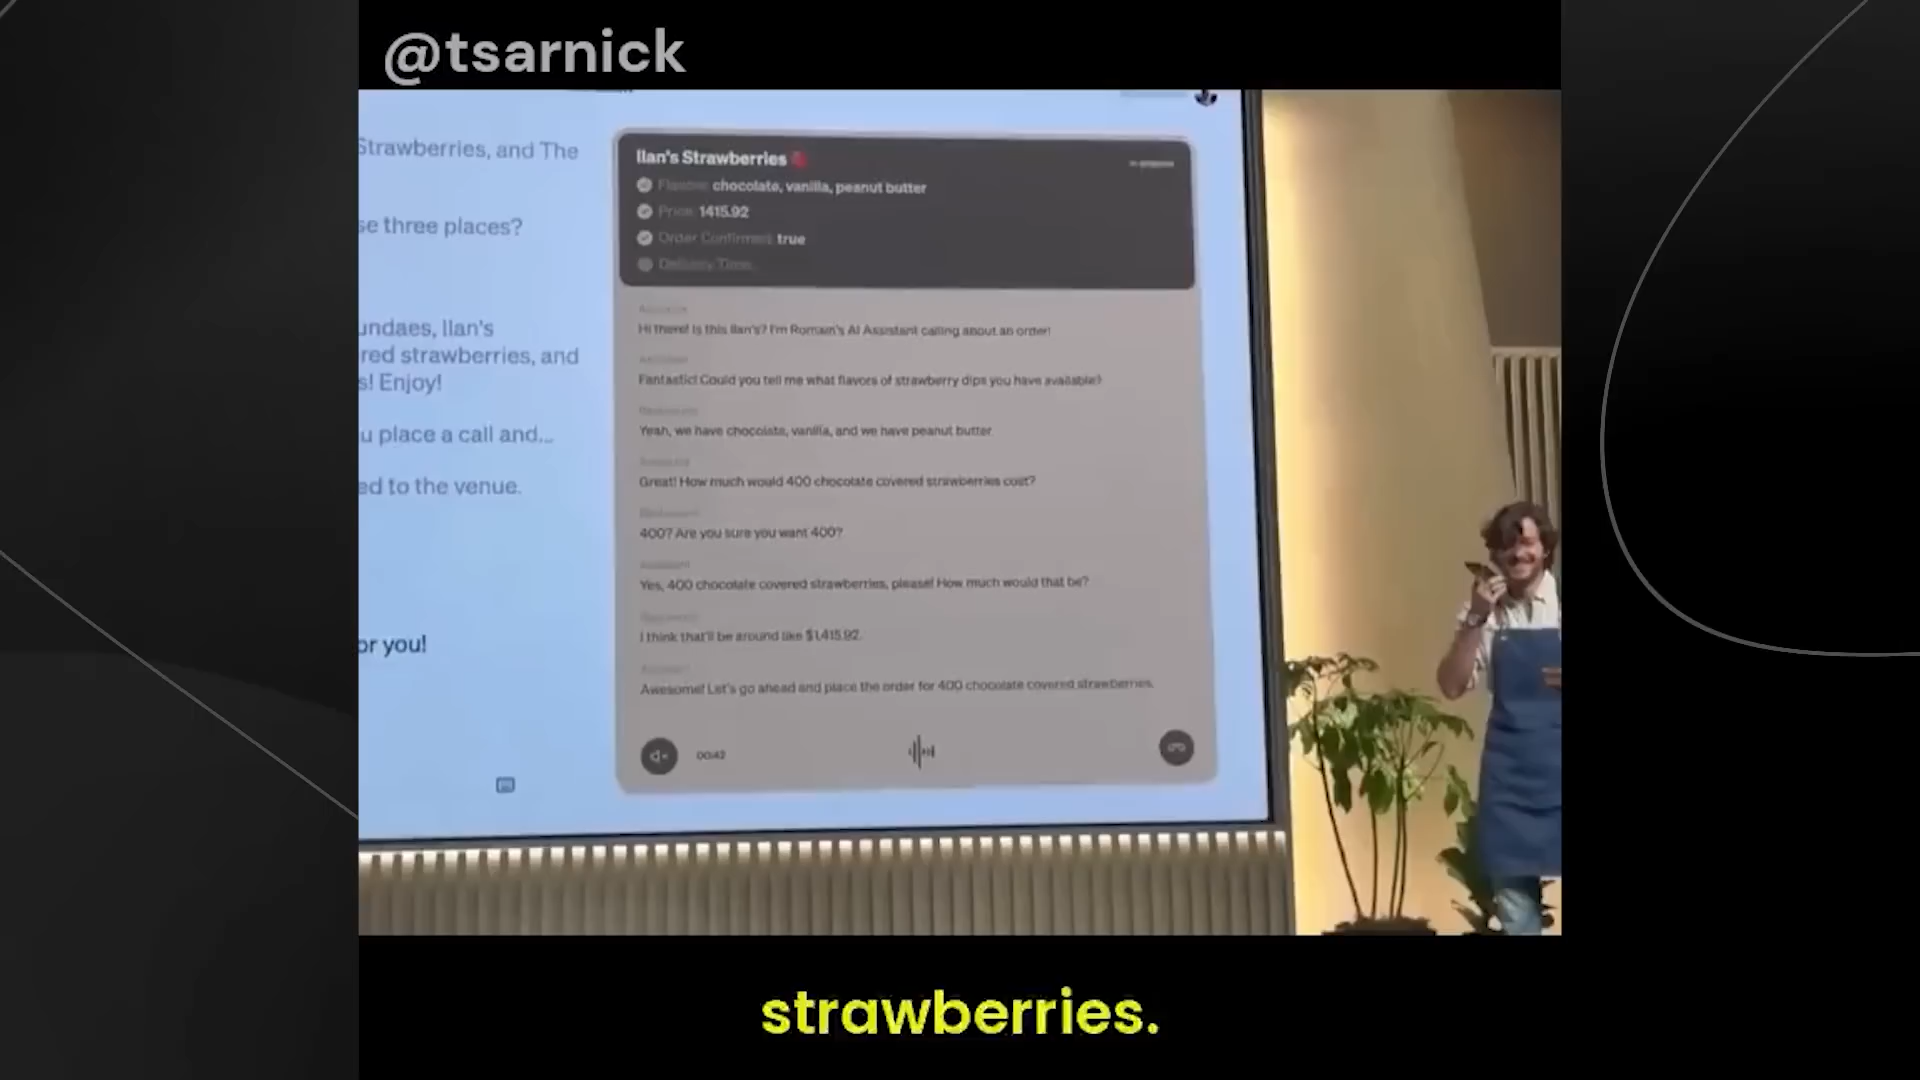 @tsarnick
Strawberries, and The
se three places?
undaes, Ilan's
red strawberries, and
s! Enjoy!
u place a call and...
ed to the venue.
or you!
Ilan's Strawberries
Flavors: chocolate, vanilla, peanut butter
Price: 1415.92
Order Confirmed: true
Delivery Time:
Hi there! Is this Ilan's? I'm Romain's AI Assistant calling about an order!
Fantastic! Could you tell me what flavors of strawberry dips you have available?
Yeah, we have chocolate, vanilla, and we have peanut butter.
Great! How much would 400 chocolate covered strawberries cost?
400? Are you sure you want 400?
Yes, 400 chocolate covered strawberries, please! How much would that be?
I think that'll be around like $1,415.92.
Awesome! Let's go ahead and place the order for 400 chocolate covered strawberries.
00:42
strawberries.